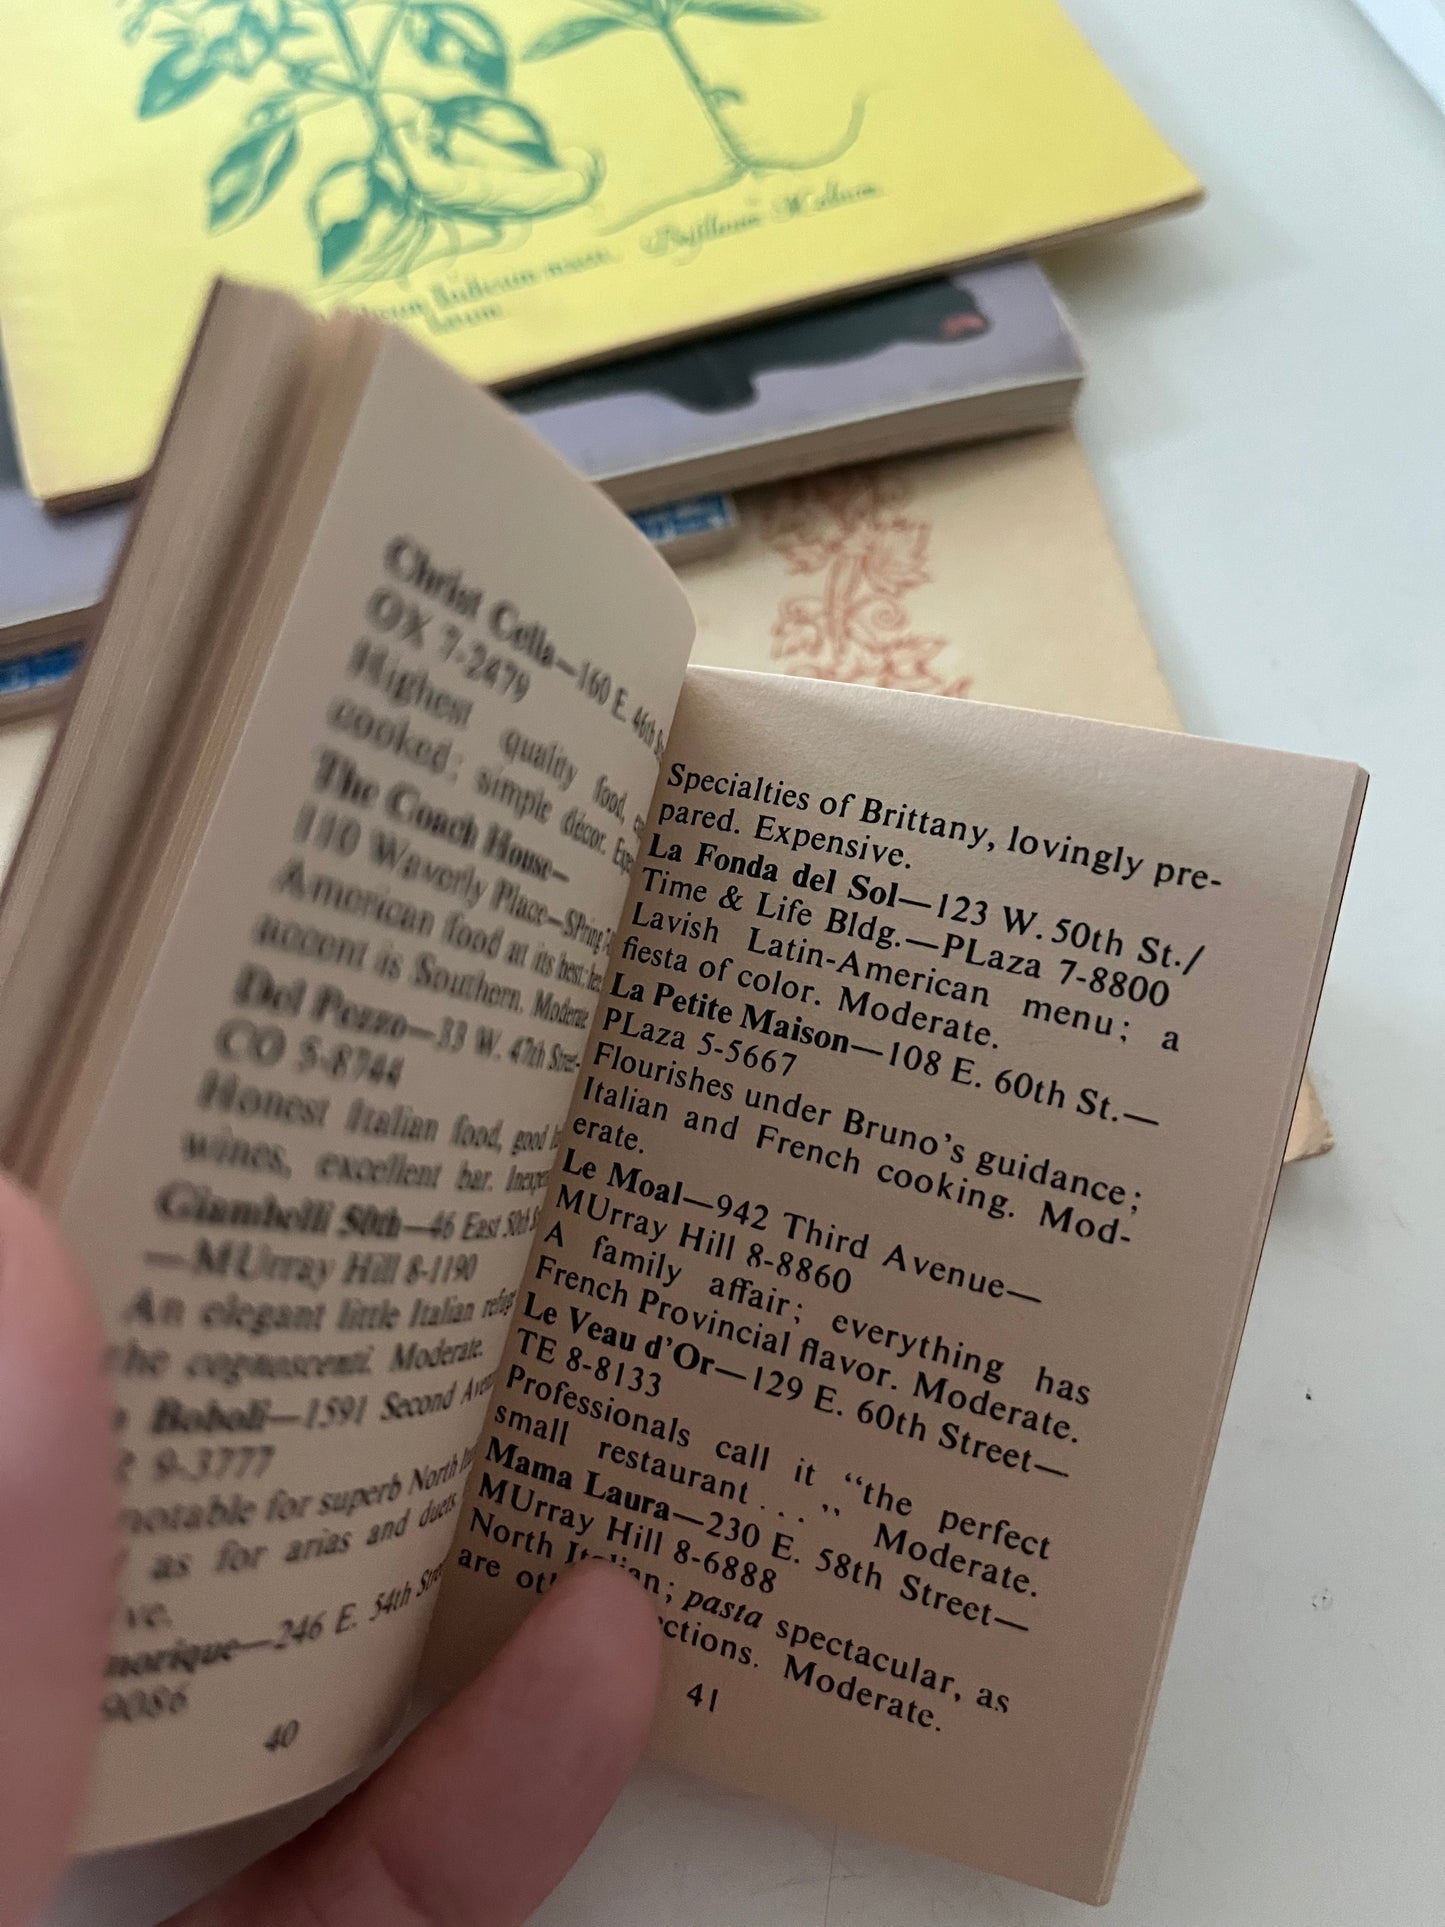 Christ Cella—160 E. 46th
OX 7-2479
Highest quality food,
cooked; simple décor.
The Coach House—
110 Waverly Place—SPring
American food at its best;
accent is Southern. Moderate
Del Pezzo—33 W. 47th Street-
CO 5-8744
Honest Italian food, good
wines, excellent bar.
Giambelli 50th—46 East 50th
—MUrray Hill 8-1190
An elegant little Italian
the cognoscenti. Moderate.
Boboli—1591 Second
9-3777
notable for superb North
as for arias and duets.
246 E. 54th
9086
40
Specialties of Brittany, lovingly pre-
pared. Expensive.
La Fonda del Sol—123 W. 50th St./
Time & Life Bldg.—PLaza 7-8800
Lavish Latin-American menu; a
fiesta of color. Moderate.
La Petite Maison—108 E. 60th St.—
PLaza 5-5667
Flourishes under Bruno's guidance;
Italian and French cooking. Mod-
erate.
Le Moal—942 Third Avenue—
MUrray Hill 8-8860
A family affair; everything has
French Provincial flavor. Moderate.
Le Veau d'Or—129 E. 60th Street—
TE 8-8133
Professionals call it “the perfect
small restaurant . . .” Moderate.
Mama Laura—230 E. 58th Street—
MUrray Hill 8-6888
North Italian; pasta spectacular, as
are Moderate.
41